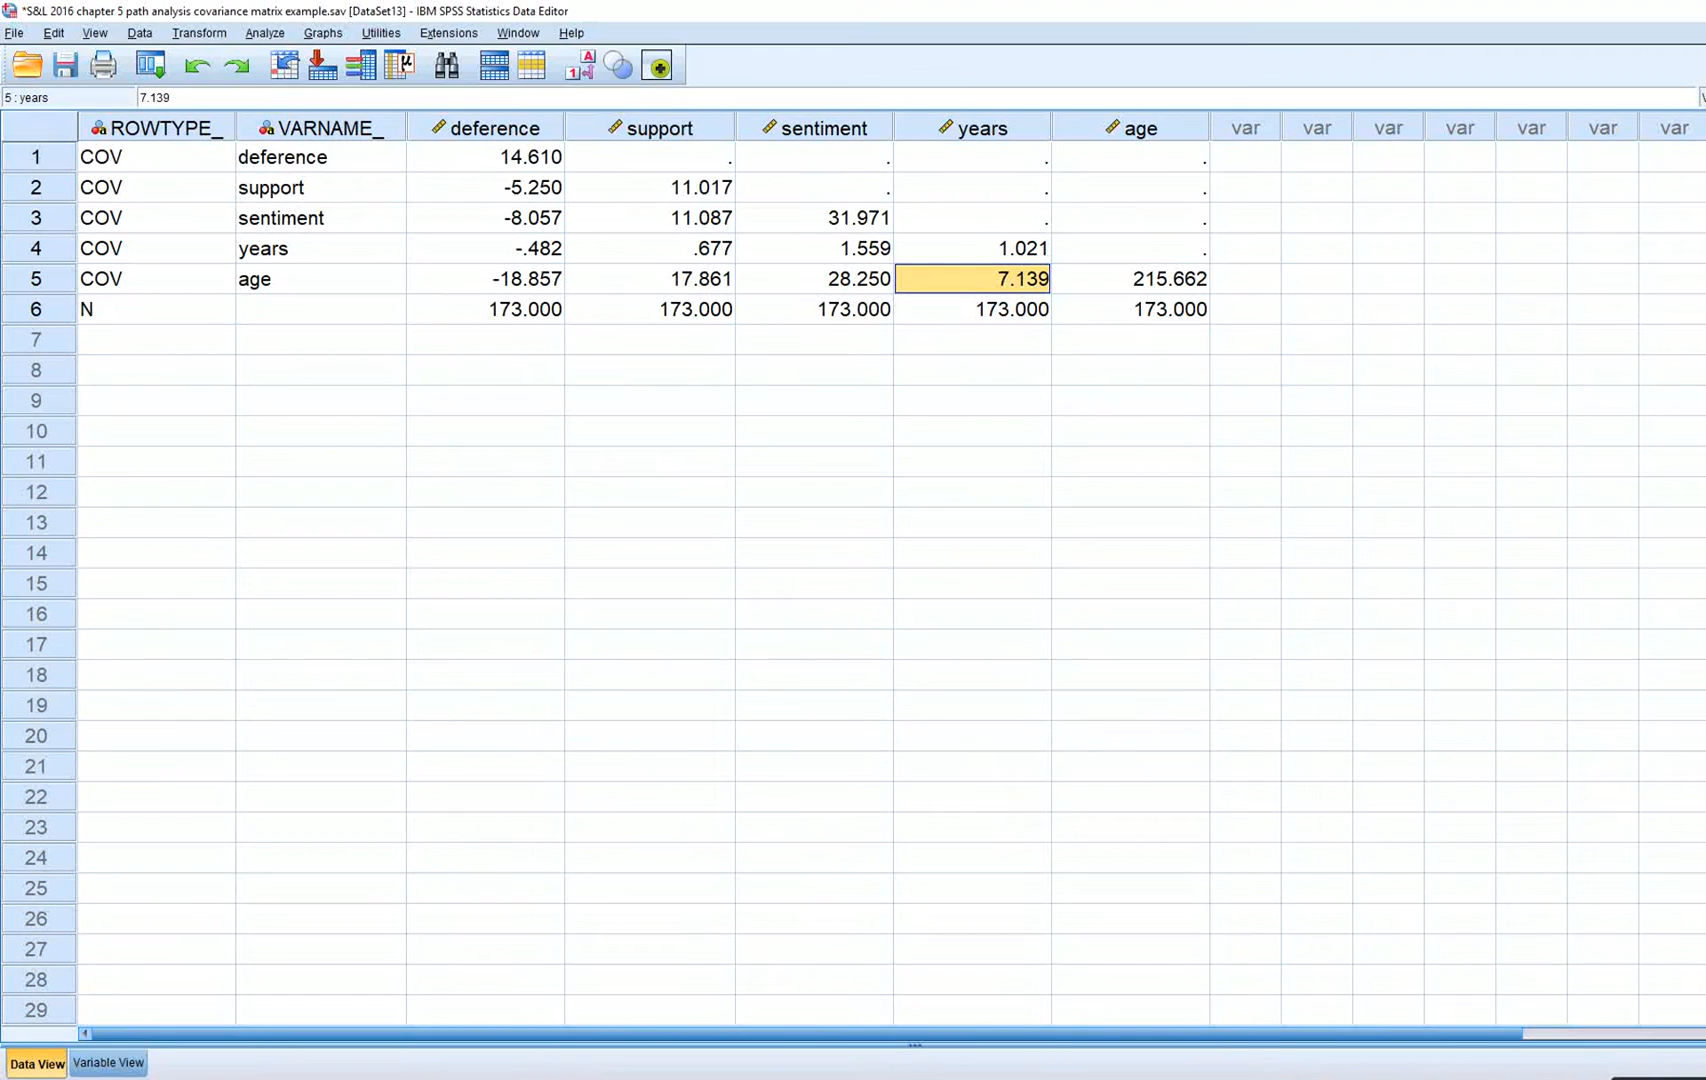 *S&L 2016 chapter 5 path analysis covariance matrix example.sav [DataSet13] - IBM SPSS Statistics Data Editor
File Edit View Data Transform Analyze Graphs Utilities Extensions Window Help
5 : years 7.139
ROWTYPE_ VARNAME_ deference support sentiment years age var var var var var var var
1 COV deference 14.610 . . . .
2 COV support -5.250 11.017 . . .
3 COV sentiment -8.057 11.087 31.971 . .
4 COV years -.482 .677 1.559 1.021 .
5 COV age -18.857 17.861 28.250 7.139 215.662
6 N 173.000 173.000 173.000 173.000 173.000
7
8
9
10
11
12
13
14
15
16
17
18
19
20
21
22
23
24
25
26
27
28
29
Data View Variable View